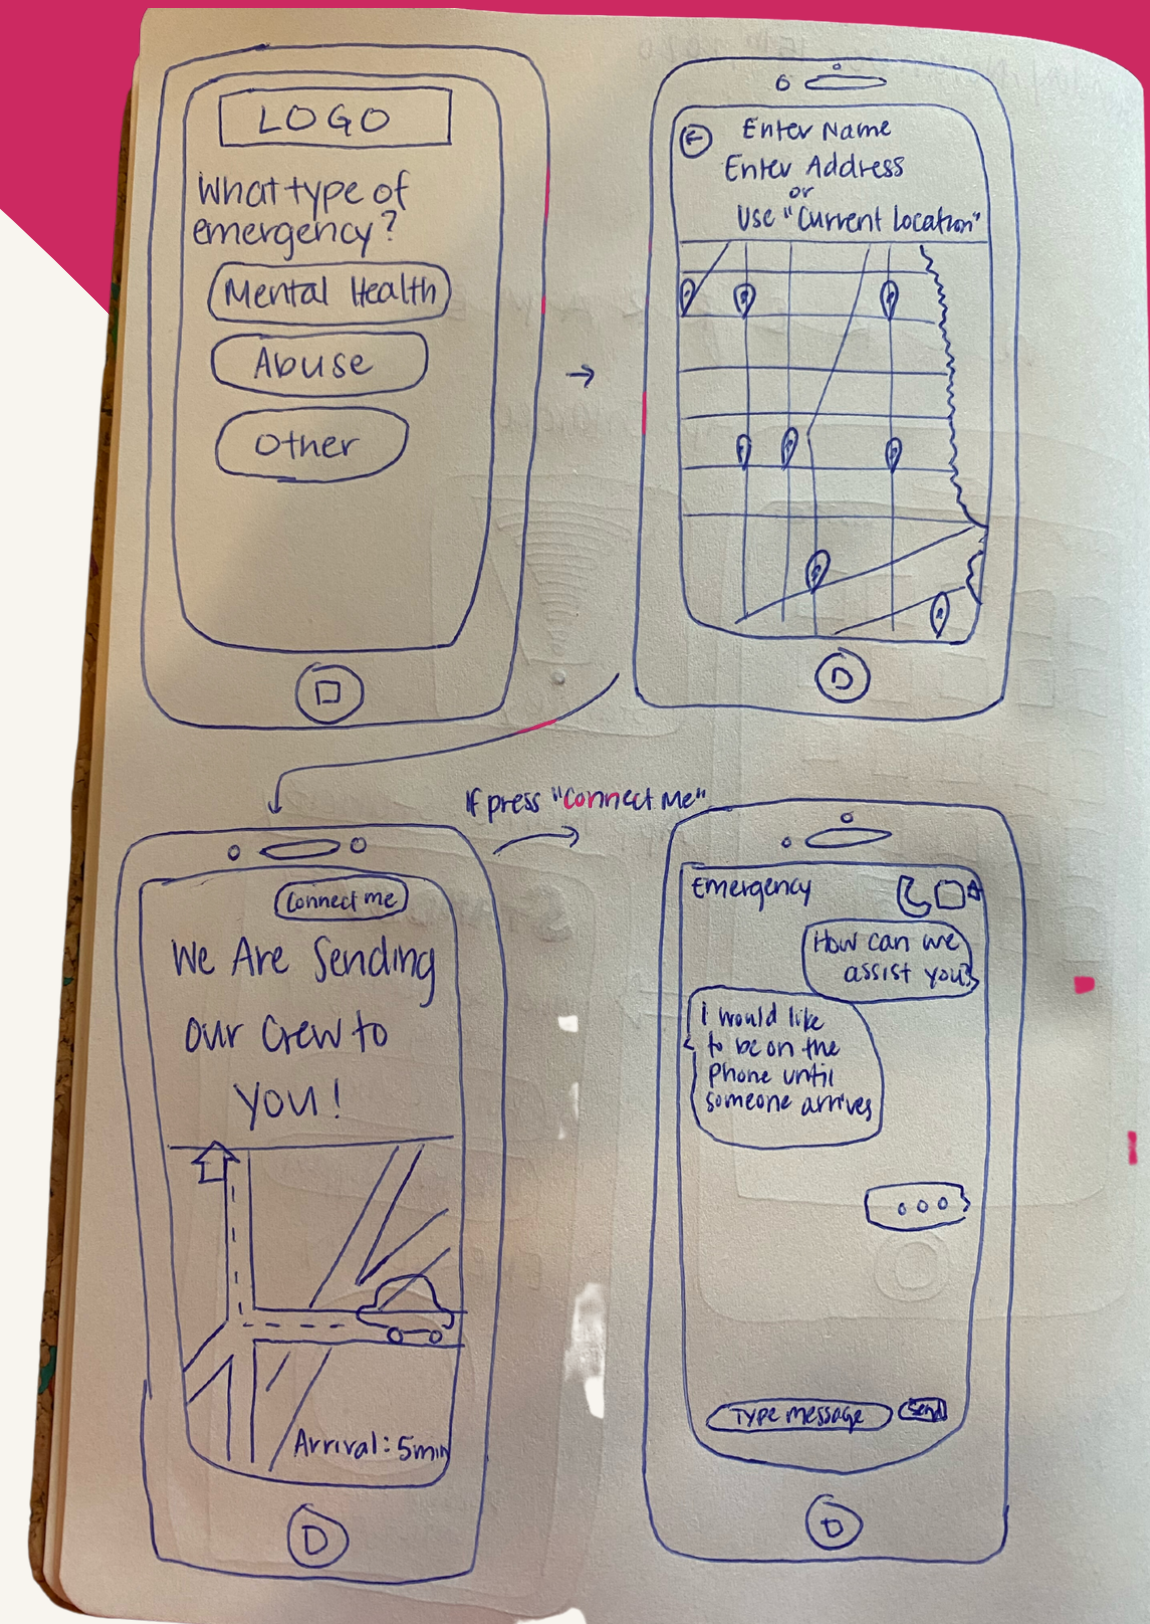 LOGO
What type of
emergency?
Mental Health
Abuse
Other
Enter Name
Enter Address
or
Use "Current Location"
If press "Connect Me"
Connect me
We Are Sending
our Crew to
you!
Arrival: 5min
Emergency
How can we
assist you?
I would like
to be on the
phone until
someone arrives
Type message
Send